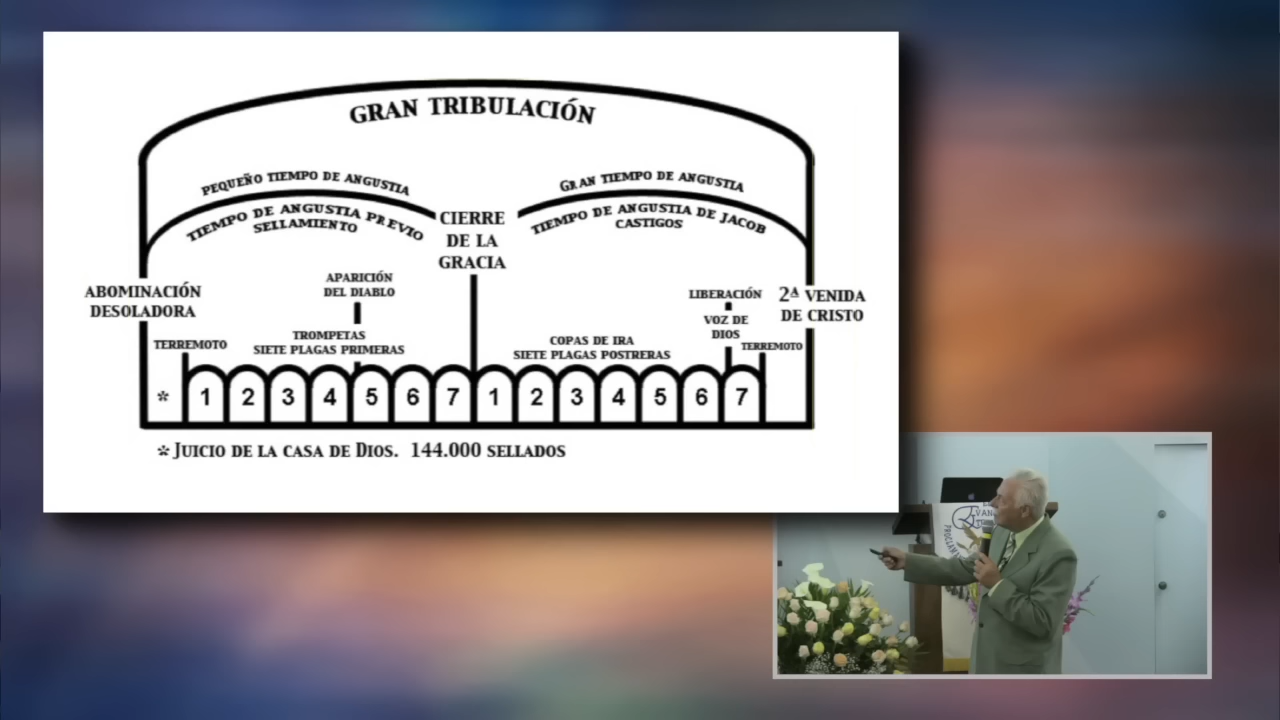 GRAN TRIBULACIÓN
PEQUEÑO TIEMPO DE ANGUSTIA
TIEMPO DE ANGUSTIA PREVIO
SELLAMIENTO
GRAN TIEMPO DE ANGUSTIA
TIEMPO DE ANGUSTIA DE JACOB
CASTIGOS
CIERRE
DE LA
GRACIA
ABOMINACIÓN
DESOLADORA
APARICIÓN
DEL DIABLO
LIBERACIÓN
VOZ DE
DIOS
2ª VENIDA
DE CRISTO
TERREMOTO
TROMPETAS
SIETE PLAGAS PRIMERAS
COPAS DE IRA
SIETE PLAGAS POSTRERAS
TERREMOTO
* 1 2 3 4 5 6 7 1 2 3 4 5 6 7
* JUICIO DE LA CASA DE DIOS. 144.000 SELLADOS